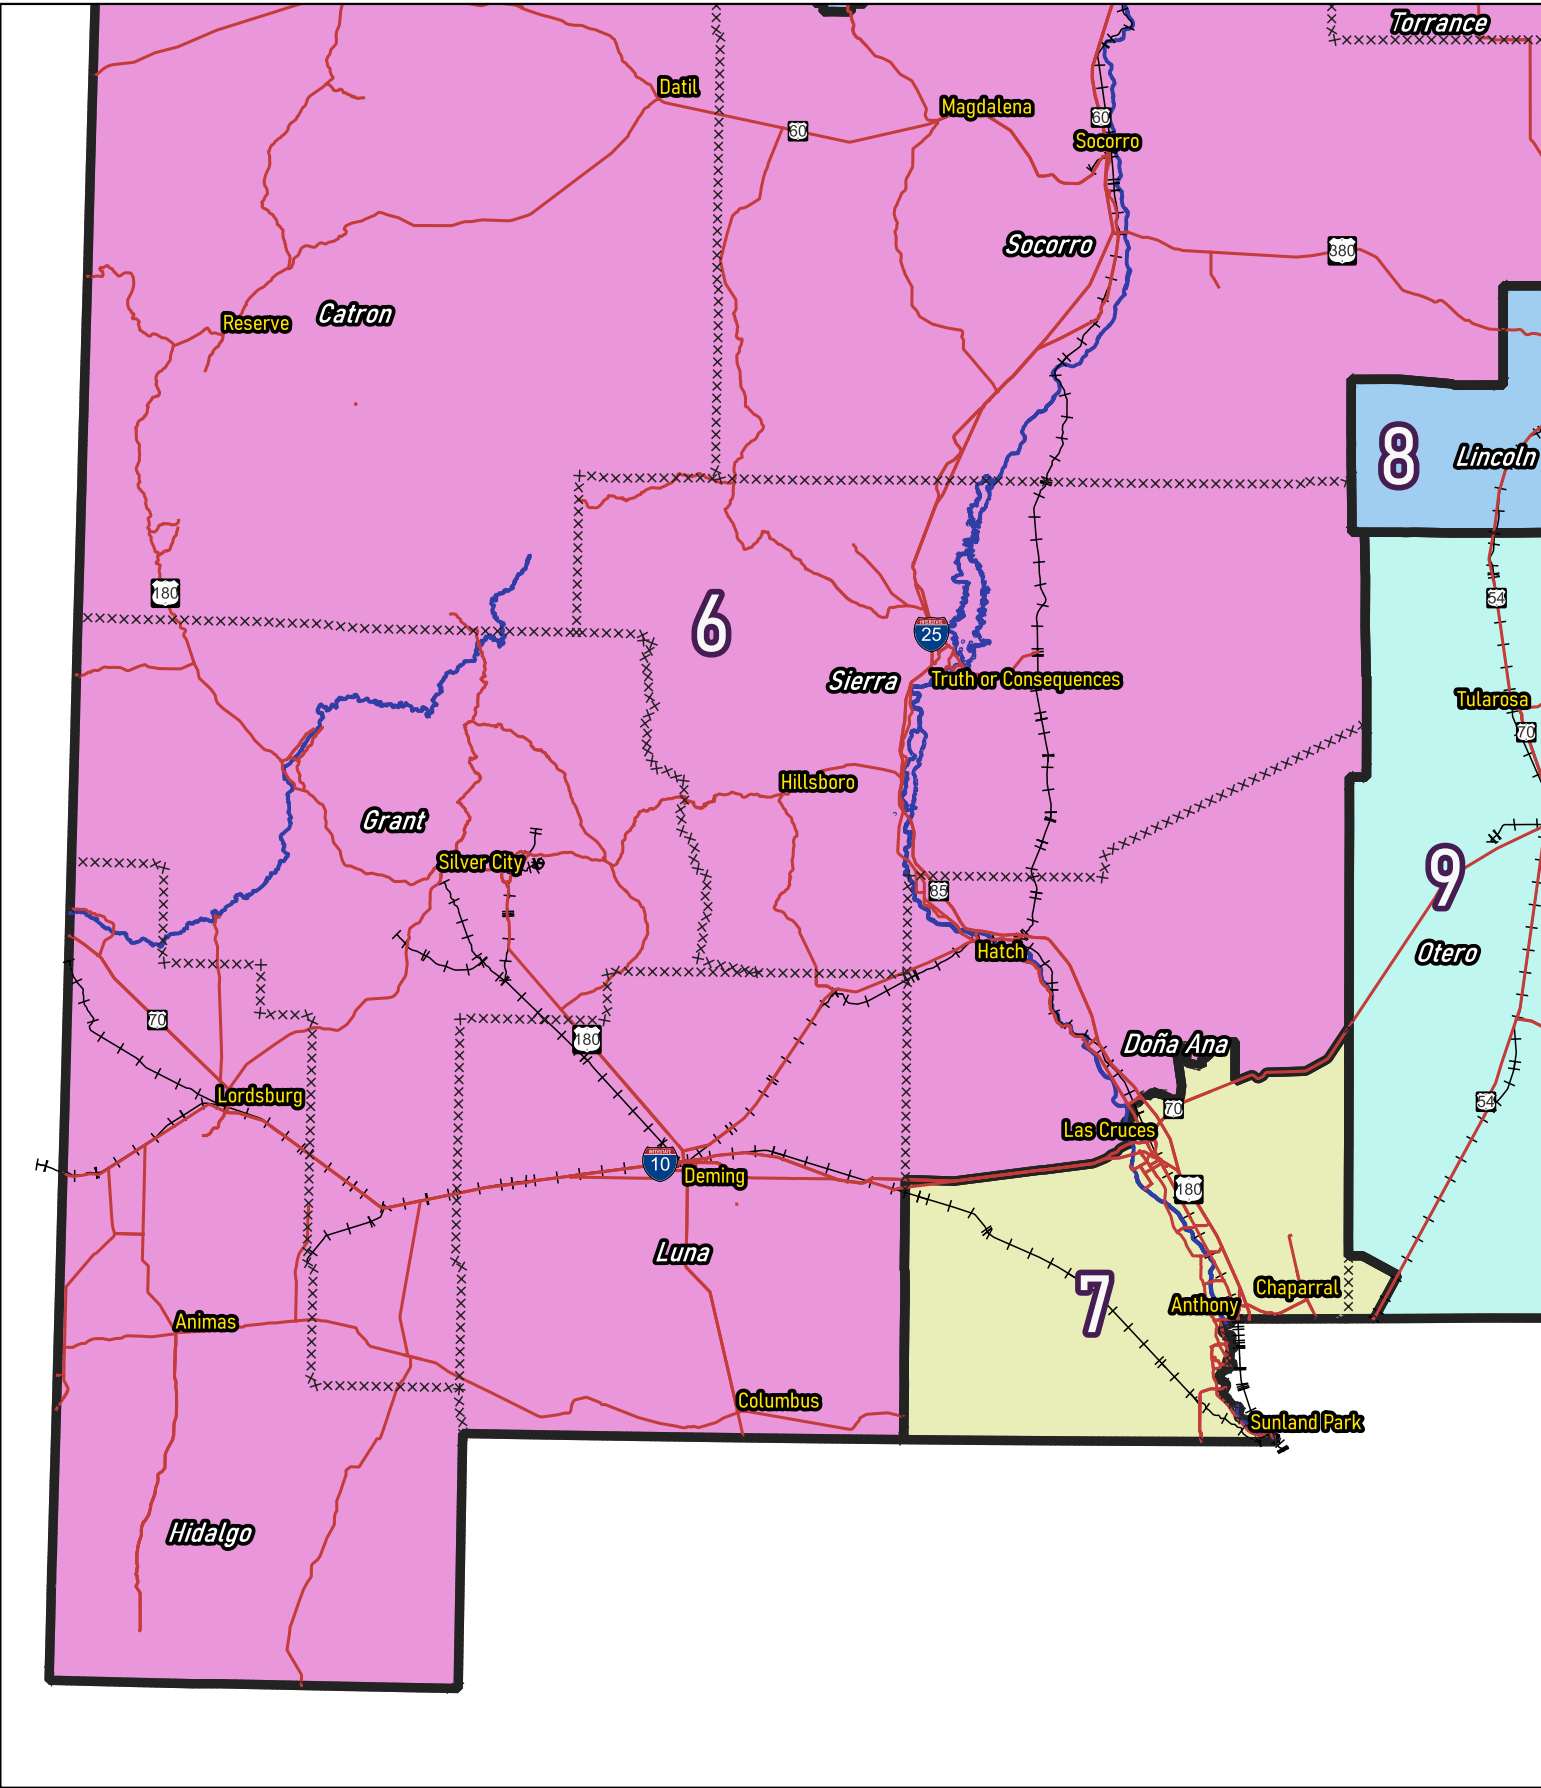 Torrance
Datil
Magdalena
60
60
Socorro
Socorro
380
Reserve
Catron
8
Lincoln
180
6
54
INTERSTATE
25
Sierra
Truth or Consequences
Tularosa
70
Hillsboro
Grant
Silver City
85
9
Hatch
Otero
70
180
Doña Ana
Lordsburg
70
54
Las Cruces
INTERSTATE
10
Deming
180
Luna
7
Chaparral
Anthony
Animas
Columbus
Sunland Park
Hidalgo